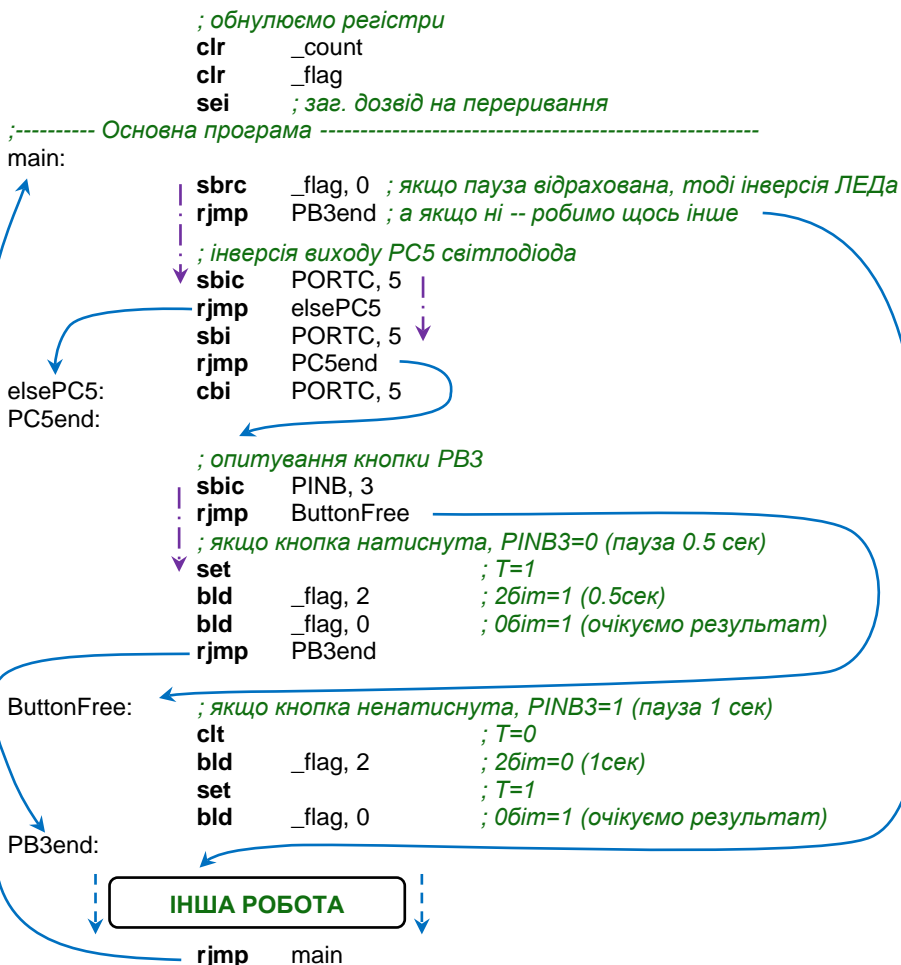 ; обнулюємо регістри
clr _count
clr _flag
sei ; заг. дозвід на переривання
;---------- Основна програма -------------------------------------------------------
main:
sbrc _flag, 0 ; якщо пауза відрахована, тоді інверсія ЛЕДа
rjmp PB3end ; а якщо ні -- робимо щось інше
; інверсія виходу PC5 світлодіода
sbic PORTC, 5
rjmp elsePC5
sbi PORTC, 5
rjmp PC5end
elsePC5: cbi PORTC, 5
PC5end:
; опитування кнопки PB3
sbic PINB, 3
rjmp ButtonFree
; якщо кнопка натиснута, PINB3=0 (пауза 0.5 сек)
set ; T=1
bld _flag, 2 ; 2біт=1 (0.5сек)
bld _flag, 0 ; 0біт=1 (очікуємо результат)
rjmp PB3end
ButtonFree: ; якщо кнопка ненатиснута, PINB3=1 (пауза 1 сек)
clt ; T=0
bld _flag, 2 ; 2біт=0 (1сек)
set ; T=1
bld _flag, 0 ; 0біт=1 (очікуємо результат)
PB3end:
ІНША РОБОТА
rjmp main